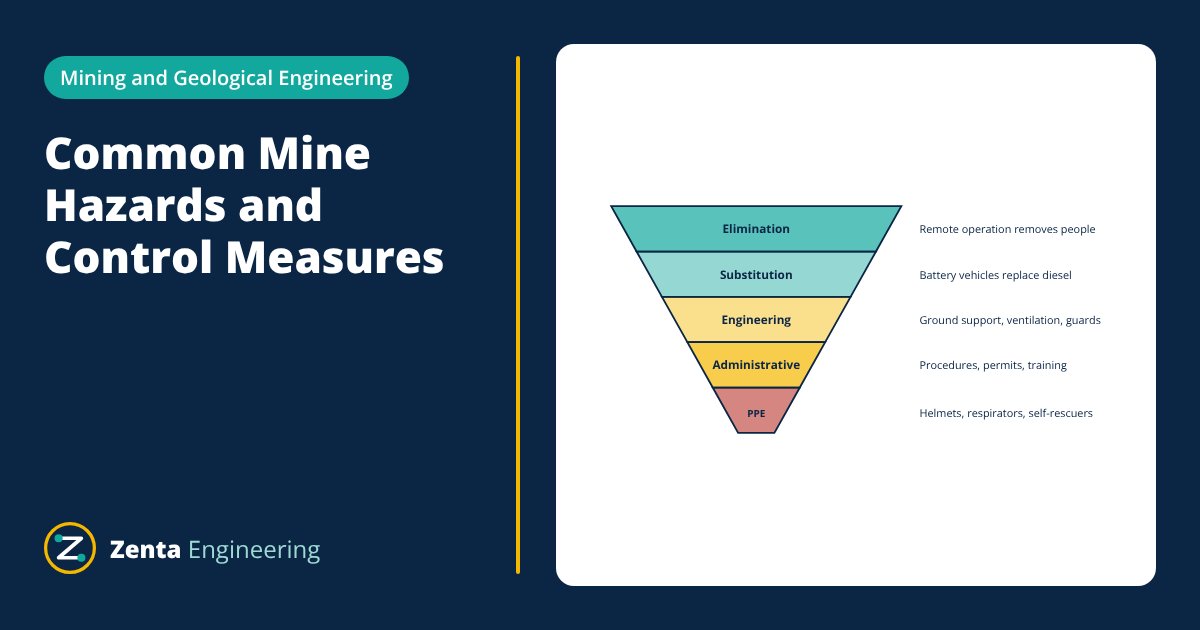 Mining and Geological Engineering
Common Mine
Hazards and
Control Measures
Elimination
Remote operation removes people
Substitution
Battery vehicles replace diesel
Engineering
Ground support, ventilation, guards
Administrative
Procedures, permits, training
PPE
Helmets, respirators, self-rescuers
Z
Zenta Engineering